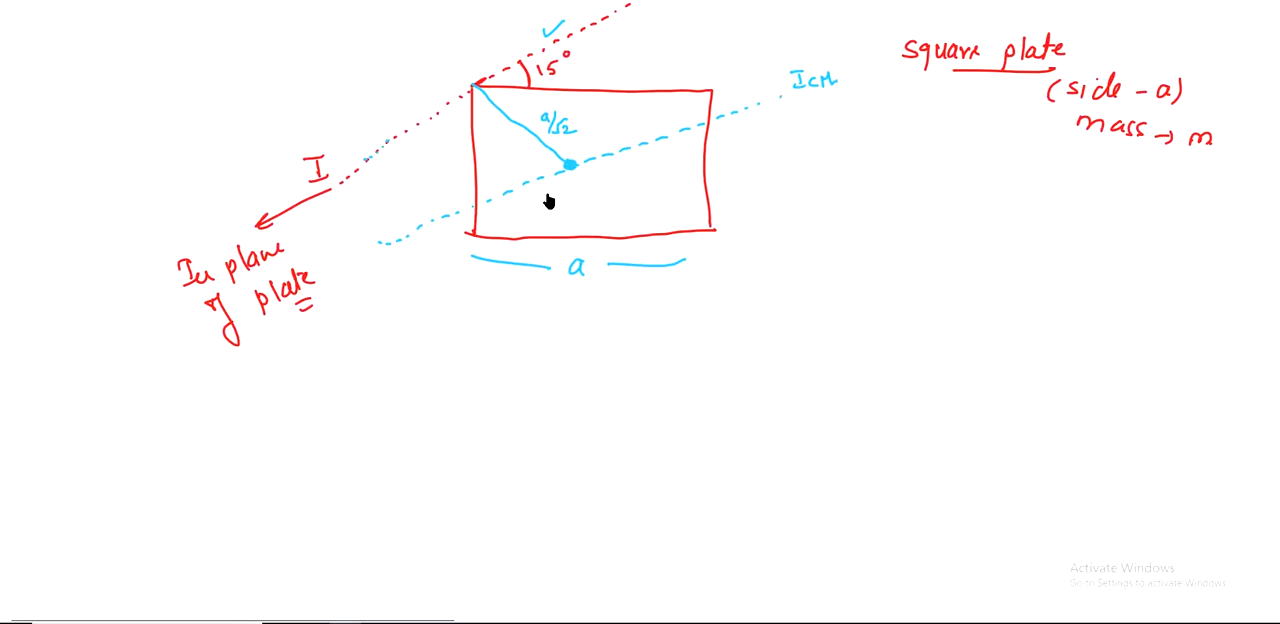 15°
a/√2
ICM
square plate
(side - a)
mass → m
I
In plane
of plate
a
Activate Windows
Go to Settings to activate Windows.